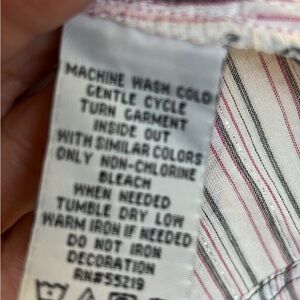 MACHINE WASH COLD
GENTLE CYCLE
TURN GARMENT
INSIDE OUT
WITH SIMILAR COLORS
ONLY NON-CHLORINE
BLEACH
WHEN NEEDED
TUMBLE DRY LOW
WARM IRON IF NEEDED
DO NOT IRON
DECORATION
RN#55219